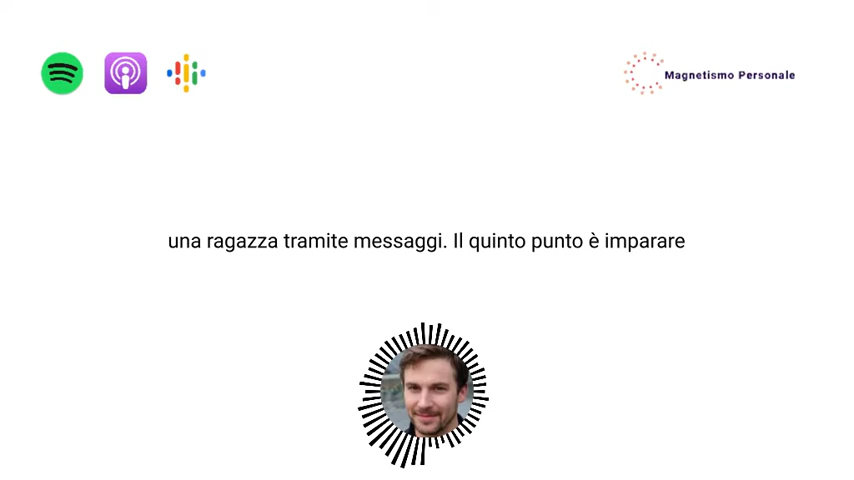 Magnetismo Personale
una ragazza tramite messaggi. Il quinto punto è imparare